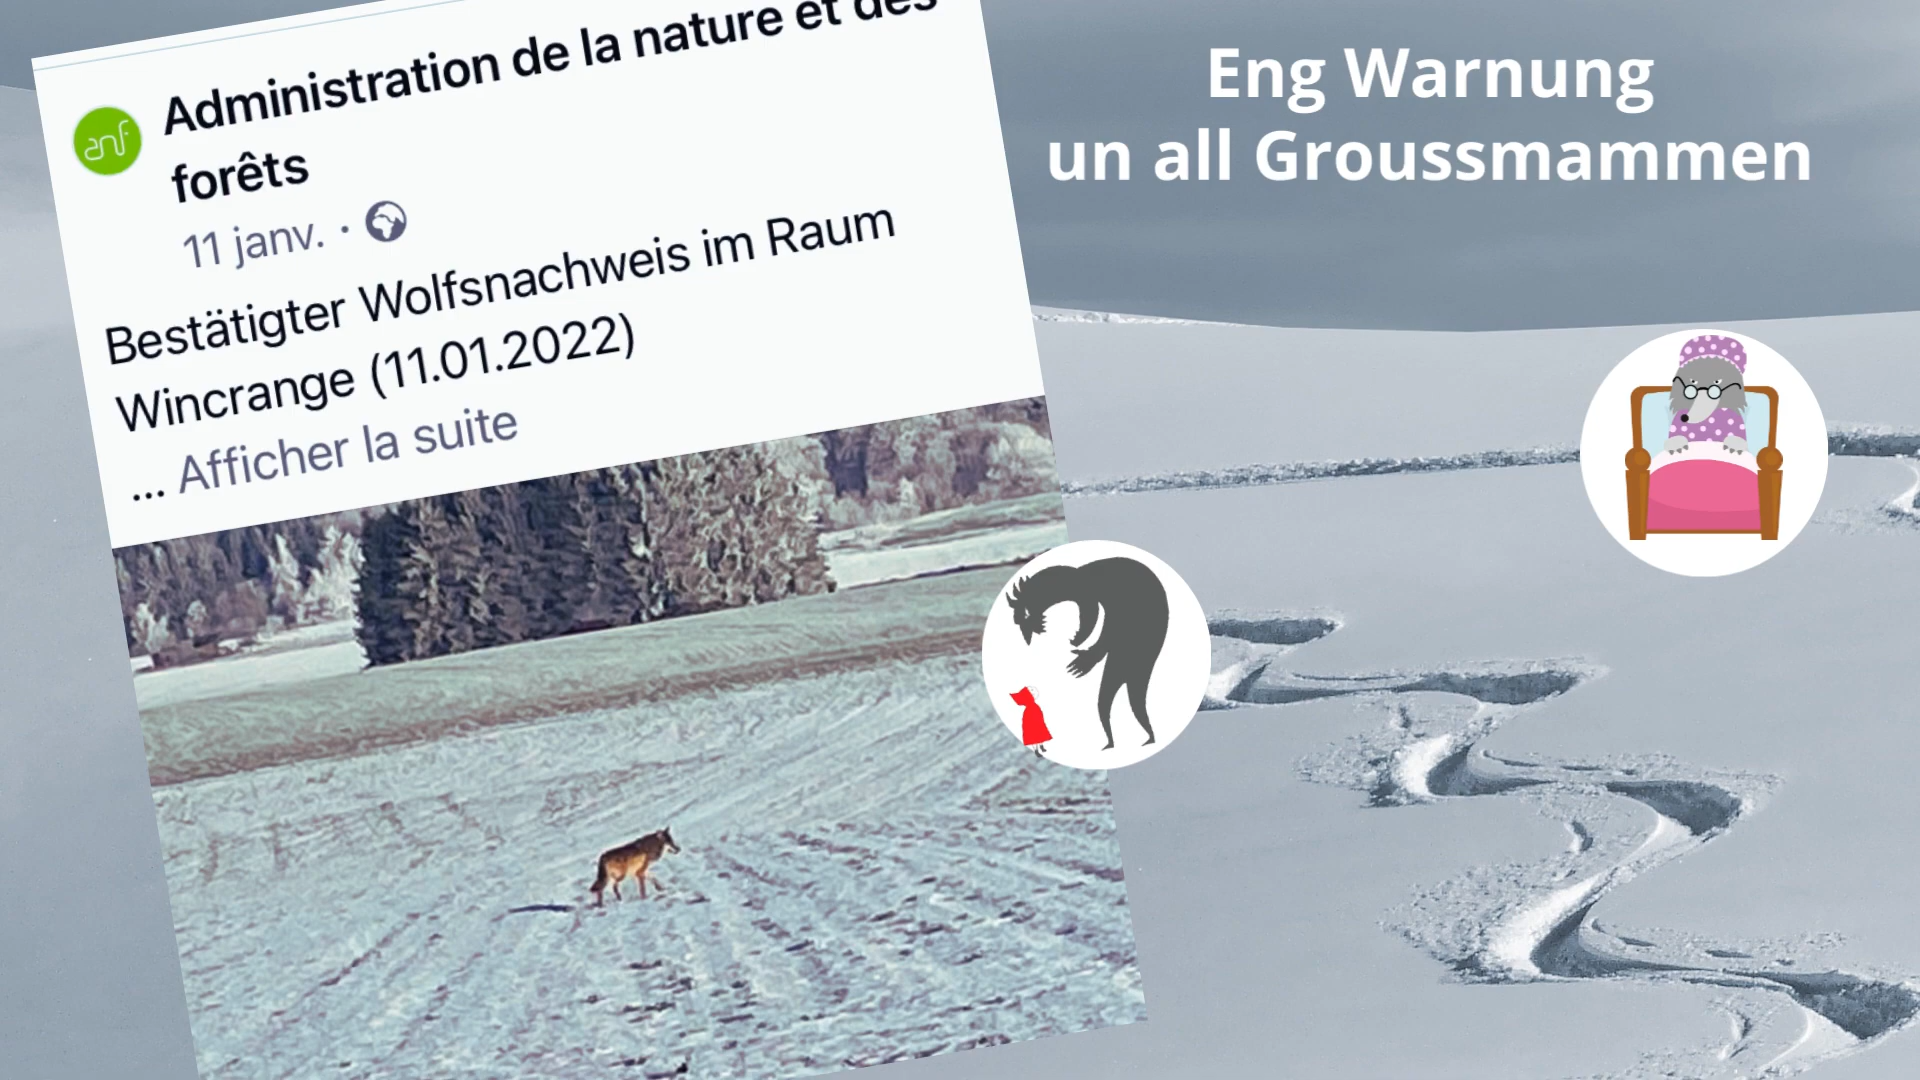 Administration de la nature et des
forêts
11 janv. ·
Bestätigter Wolfsnachweis im Raum
Wincrange (11.01.2022)
... Afficher la suite
anf
Eng Warnung
un all Groussmammen